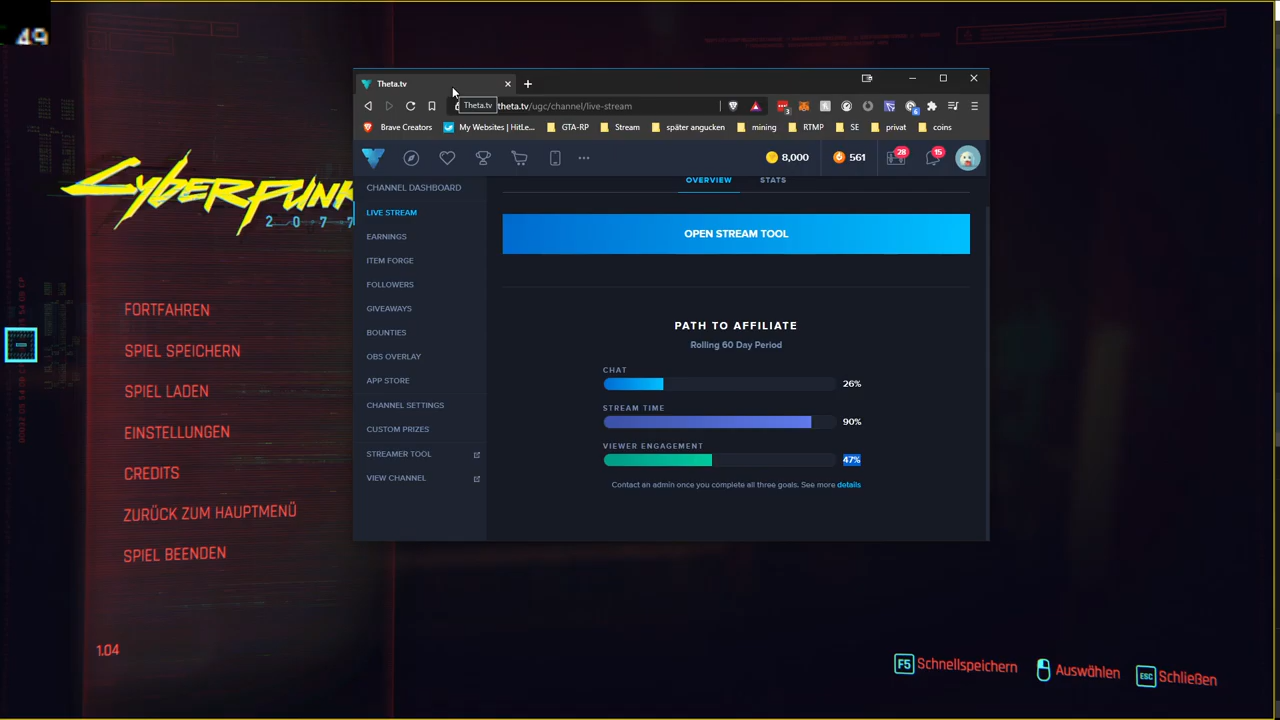 49
Theta.tv
Theta.tv
theta.tv/ugc/channel/live-stream
3
6
Brave Creators
My Websites | HitLe...
GTA-RP
Stream
später angucken
mining
RTMP
SE
privat
coins
8,000
561
28
15
CHANNEL DASHBOARD
LIVE STREAM
EARNINGS
ITEM FORGE
FOLLOWERS
GIVEAWAYS
BOUNTIES
OBS OVERLAY
APP STORE
CHANNEL SETTINGS
CUSTOM PRIZES
STREAMER TOOL
VIEW CHANNEL
OVERVIEW
STATS
OPEN STREAM TOOL
PATH TO AFFILIATE
Rolling 60 Day Period
CHAT
26%
STREAM TIME
90%
VIEWER ENGAGEMENT
47%
Contact an admin once you complete all three goals. See more details
CYBERPUNK
2077
FORTFAHREN
SPIEL SPEICHERN
SPIEL LADEN
EINSTELLUNGEN
CREDITS
ZURÜCK ZUM HAUPTMENÜ
SPIEL BEENDEN
1.04
F5 Schnellspeichern
Auswählen
ESC Schließen